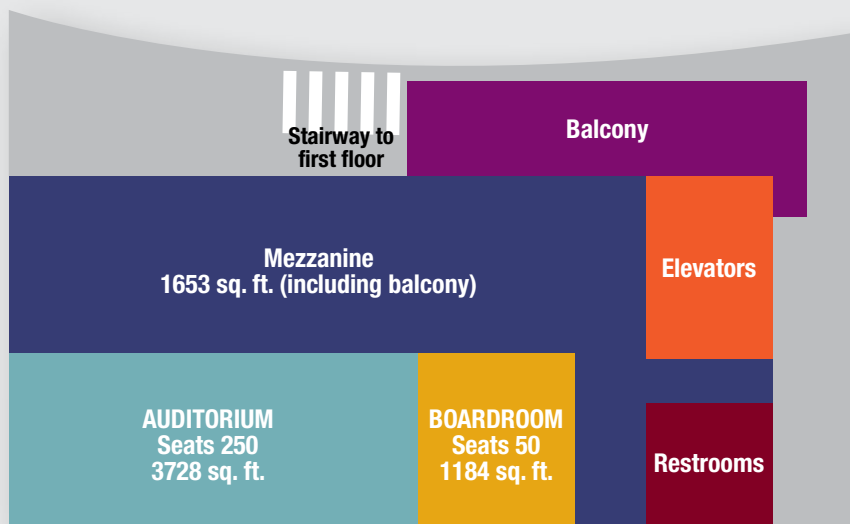 Stairway to
first floor
Balcony
Mezzanine
1653 sq. ft. (including balcony)
Elevators
AUDITORIUM
Seats 250
3728 sq. ft.
BOARDROOM
Seats 50
1184 sq. ft.
Restrooms